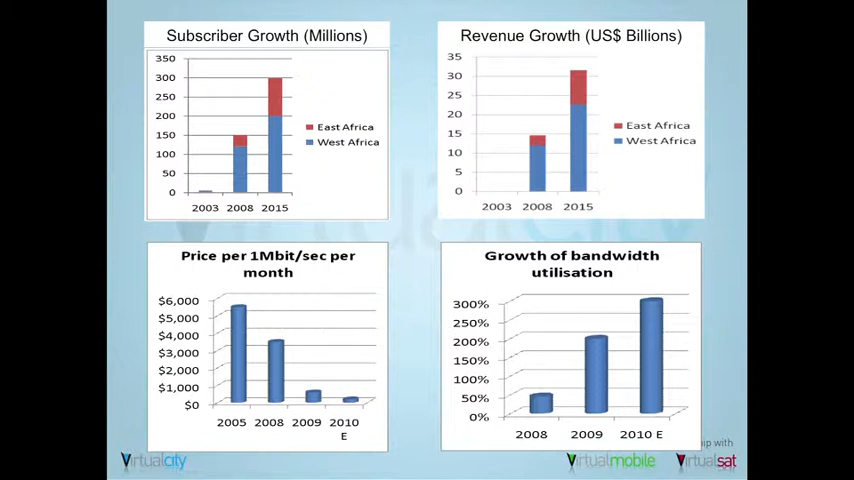 Subscriber Growth (Millions)
350
300
250
200
150
100
50
0
2003 2008 2015
East Africa
West Africa
Revenue Growth (US$ Billions)
35
30
25
20
15
10
5
0
2003 2008 2015
East Africa
West Africa
Price per 1Mbit/sec per
month
$6,000
$5,000
$4,000
$3,000
$2,000
$1,000
$0
2005 2008 2009 2010
E
Growth of bandwidth
utilisation
300%
250%
200%
150%
100%
50%
0%
2008 2009 2010 E
Virtualcity
ip with
Virtualmobile Virtualsat